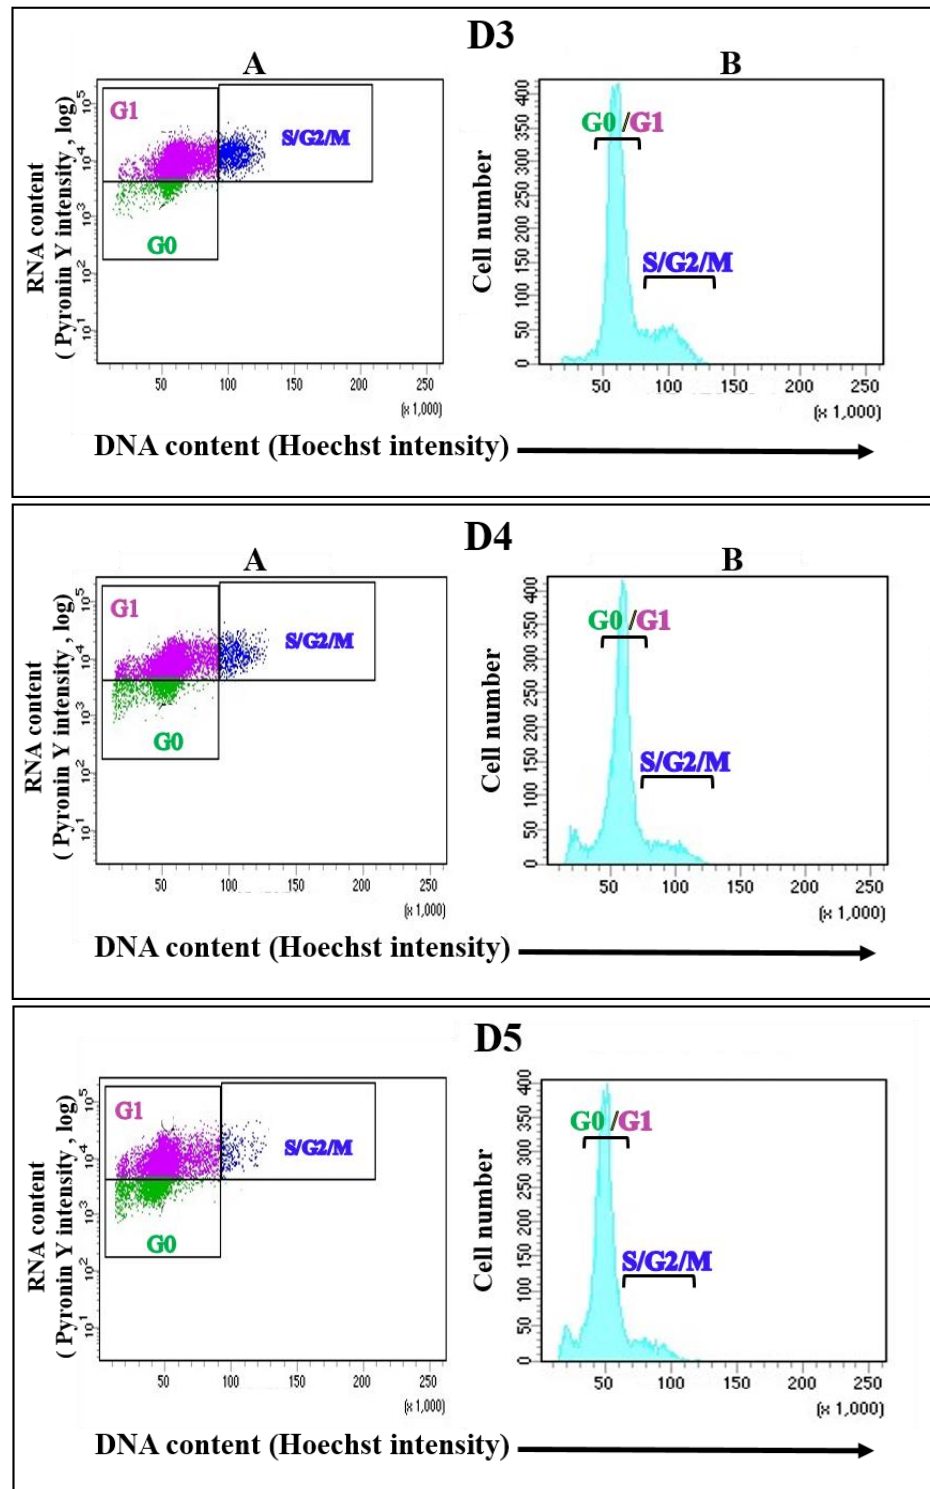 D3
A
B
RNA content
( Pyronin Y intensity , log)
10^5
10^4
10^3
10^2
10^1
G1
S/G2/M
G0
50 100 150 200 250
(x 1,000)
Cell number
400
350
300
250
200
150
100
50
0
G0 /G1
S/G2/M
50 100 150 200 250
(x 1,000)
DNA content (Hoechst intensity)
D4
A
B
RNA content
( Pyronin Y intensity , log)
10^5
10^4
10^3
10^2
10^1
G1
S/G2/M
G0
50 100 150 200 250
(x 1,000)
Cell number
400
350
300
250
200
150
100
50
0
G0 /G1
S/G2/M
50 100 150 200 250
(x 1,000)
DNA content (Hoechst intensity)
D5
RNA content
( Pyronin Y intensity , log)
10^5
10^4
10^3
10^2
10^1
G1
S/G2/M
G0
50 100 150 200 250
(x 1,000)
Cell number
400
350
300
250
200
150
100
50
0
G0 /G1
S/G2/M
50 100 150 200 250
(x 1,000)
DNA content (Hoechst intensity)